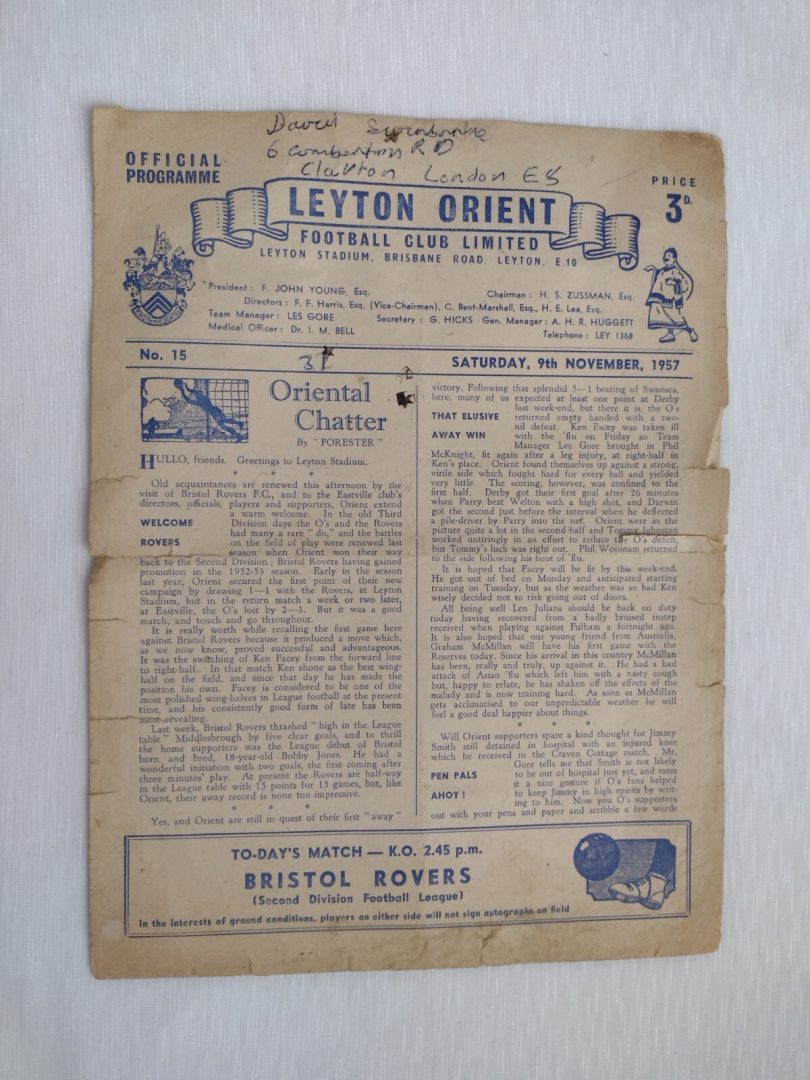 6
RD
Clapton London E5
OFFICIAL
PROGRAMME
PRICE
3D.
LEYTON ORIENT
FOOTBALL CLUB LIMITED
LEYTON STADIUM, BRISBANE ROAD, LEYTON, E.10
President : F. JOHN YOUNG, Esq. Chairman : H. S. ZUSSMAN, Esq.
Directors : F. F. Harris, Esq. (Vice-Chairman), C. Bent-Marshall, Esq., H. E. Lea, Esq.
Team Manager : LES GORE Secretary : G. HICKS Gen. Manager : A. H. R. HUGGETT
Medical Officer : Dr. I. M. BELL Telephone : LEY 1368
No. 15 SATURDAY, 9th NOVEMBER, 1957
Oriental
Chatter
By " FORESTER "
HULLO, friends. Greetings to Leyton Stadium.
* * *
Old acquaintances are renewed this afternoon by the
visit of Bristol Rovers F.C., and to the Eastville club's
directors, officials, players and supporters, Orient extend
a warm welcome. In the old Third
WELCOME Division days the O's and the Rovers
had many a rare " do," and the battles
ROVERS on the field of play were renewed last
season when Orient won their way
back to the Second Division ; Bristol Rovers having gained
promotion in the 1952-53 season. Early in the season
last year, Orient secured the first point of their new
campaign by drawing 1—1 with the Rovers, at Leyton
Stadium, but in the return match a week or two later,
at Eastville, the O's lost by 2—3. But it was a good
match, and touch and go throughout.
It is really worth while recalling the first game here
against Bristol Rovers because it produced a move which,
as we now know, proved successful and advantageous.
It was the switching of Ken Facey from the forward line
to right-half. In that match Ken shone as the best wing-
half on the field, and since that day he has made the
position his own. Facey is considered to be one of the
most polished wing-halves in League football at the present
time, and his consistently good form of late has been
most revealing.
Last week, Bristol Rovers thrashed " high in the League
table " Middlesbrough by five clear goals, and to thrill
the home supporters was the League debut of Bristol
born and bred, 18-year-old Bobby Jones. He had a
wonderful initiation with two goals, the first coming after
three minutes' play. At present the Rovers are half-way
in the League table with 15 points for 15 games, but, like
Orient, their away record is none too impressive.
* * *
Yes, and Orient are still in quest of their first " away "
victory. Following that splendid 5—1 beating of Swansea,
here, many of us expected at least one point at Derby
last week-end, but there it is, the O's
THAT ELUSIVE returned empty handed with a two-
nil defeat. Ken Facey was taken ill
AWAY WIN with the 'flu on Friday so Team
Manager Les Gore brought in Phil
McKnight, fit again after a leg injury, at right-half in
Ken's place. Orient found themselves up against a strong,
virile side which fought hard for every ball and yielded
very little. The scoring, however, was confined to the
first half. Derby got their first goal after 26 minutes
when Parry beat Welton with a high shot, and Darwin
got the second just before the interval when he deflected
a pile-driver by Parry into the net. Orient were in the
picture quite a lot in the second-half and Tommy Johnston
worked untiringly in an effort to reduce the O's deficit,
but Tommy's luck was right out. Phil Woosnam returned
to the side following his bout of flu.
It is hoped that Facey will be fit by this week-end.
He got out of bed on Monday and anticipated starting
training on Tuesday, but as the weather was so bad Ken
wisely decided not to risk going out of doors.
All being well Len Julians should be back on duty
today having recovered from a badly bruised instep
received when playing against Fulham a fortnight ago.
It is also hoped that our young friend from Australia,
Graham McMillan will have his first game with the
Reserves today. Since his arrival in this country McMillan
has been, really and truly, up against it. He had a bad
attack of Asian 'flu which left him with a nasty cough
but, happy to relate, he has shaken off the effects of the
malady and is now training hard. As soon as McMillan
gets acclimatised to our unpredictable weather he will
feel a good deal happier about things.
* * *
Will Orient supporters spare a kind thought for Jimmy
Smith still detained in hospital with an injured knee
which he received in the Craven Cottage match. Mr.
Gore tells me that Smith is not likely
PEN PALS to be out of hospital just yet, and rates
it a nice gesture if O's fans helped
AHOY ! to keep Jimmy in high spirits by writ-
ing to him. Now you O's supporters
out with your pens and paper and scribble a few words
TO-DAY'S MATCH — K.O. 2.45 p.m.
BRISTOL ROVERS
(Second Division Football League)
In the interests of ground conditions, players on either side will not sign autographs on field